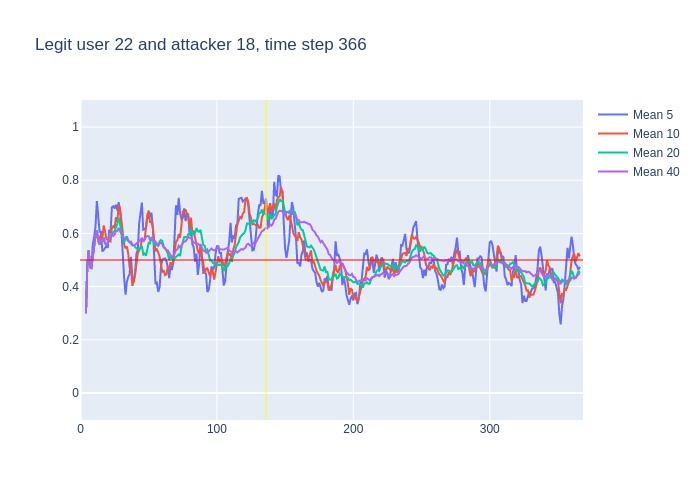 Legit user 22 and attacker 18, time step 366
Mean 5
Mean 10
Mean 20
Mean 40
1
0.8
0.6
0.4
0.2
0
0 100 200 300